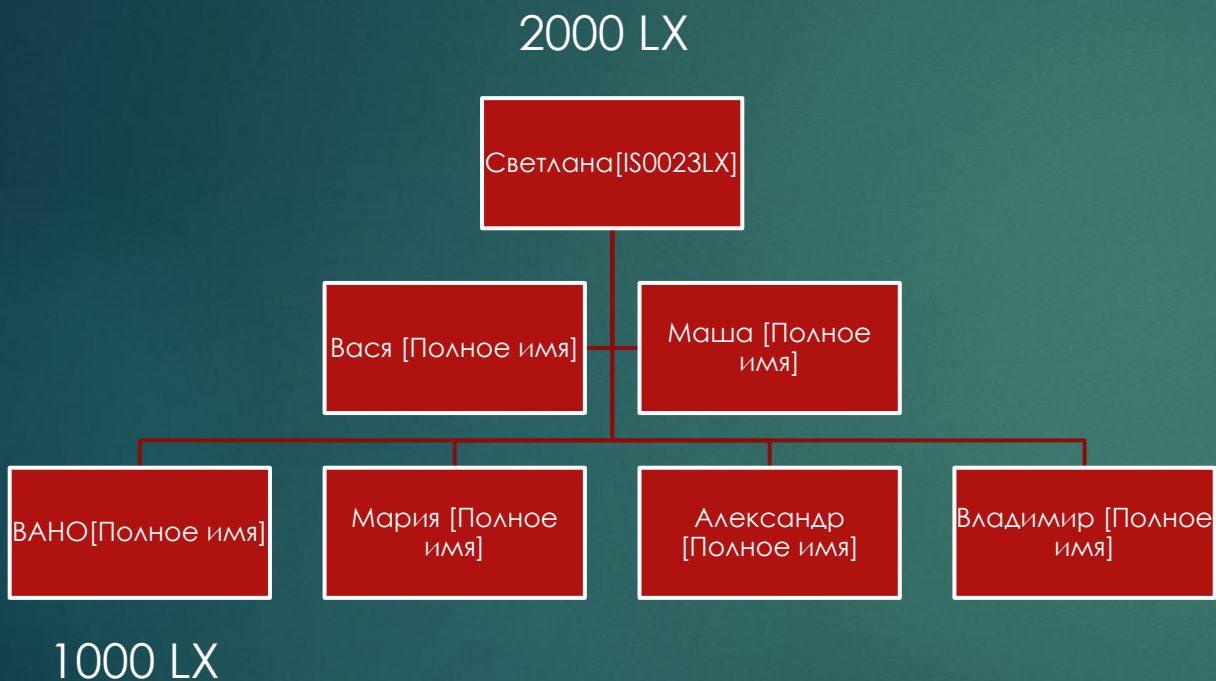 2000 LX
Светлана[IS0023LX]
Вася [Полное имя]
Маша [Полное
имя]
ВАНО[Полное имя]
Мария [Полное
имя]
Александр
[Полное имя]
Владимир [Полное
имя]
1000 LX